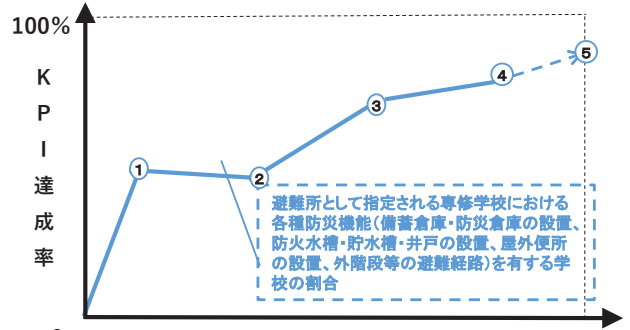 100%
KPI達成率
①
②
③
④
⑤
避難所として指定される専修学校における
各種防災機能（備蓄倉庫・防災倉庫の設置、
防火水槽・貯水槽・井戸の設置、屋外便所
の設置、外階段等の避難経路）を有する学
校の割合